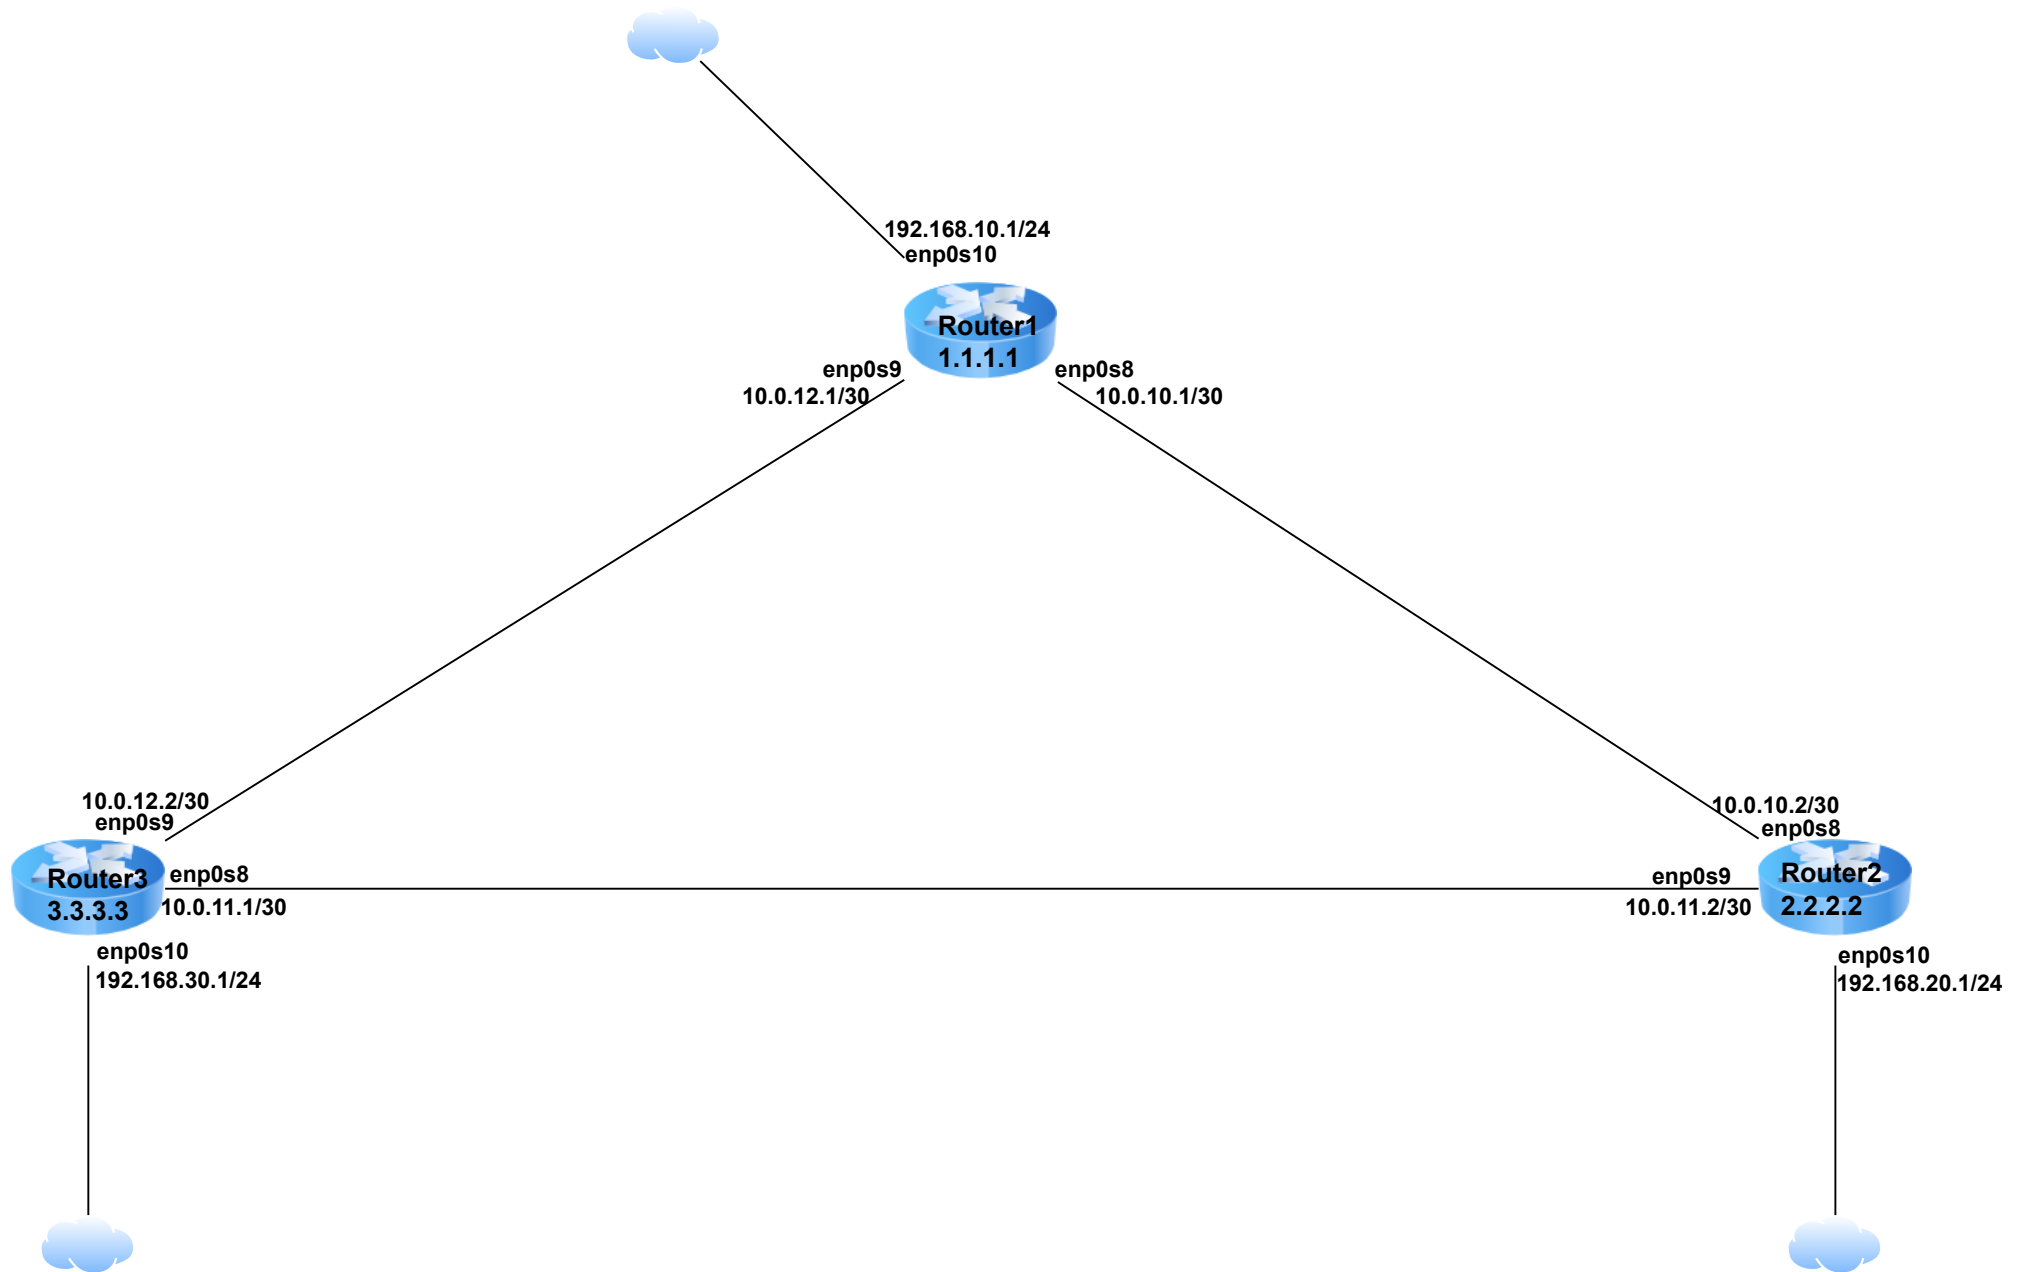 192.168.10.1/24
enp0s10
Router1
1.1.1.1
enp0s9
10.0.12.1/30
enp0s8
10.0.10.1/30
10.0.12.2/30
enp0s9
Router3
3.3.3.3
enp0s8
10.0.11.1/30
enp0s10
192.168.30.1/24
10.0.10.2/30
enp0s8
enp0s9
10.0.11.2/30
Router2
2.2.2.2
enp0s10
192.168.20.1/24